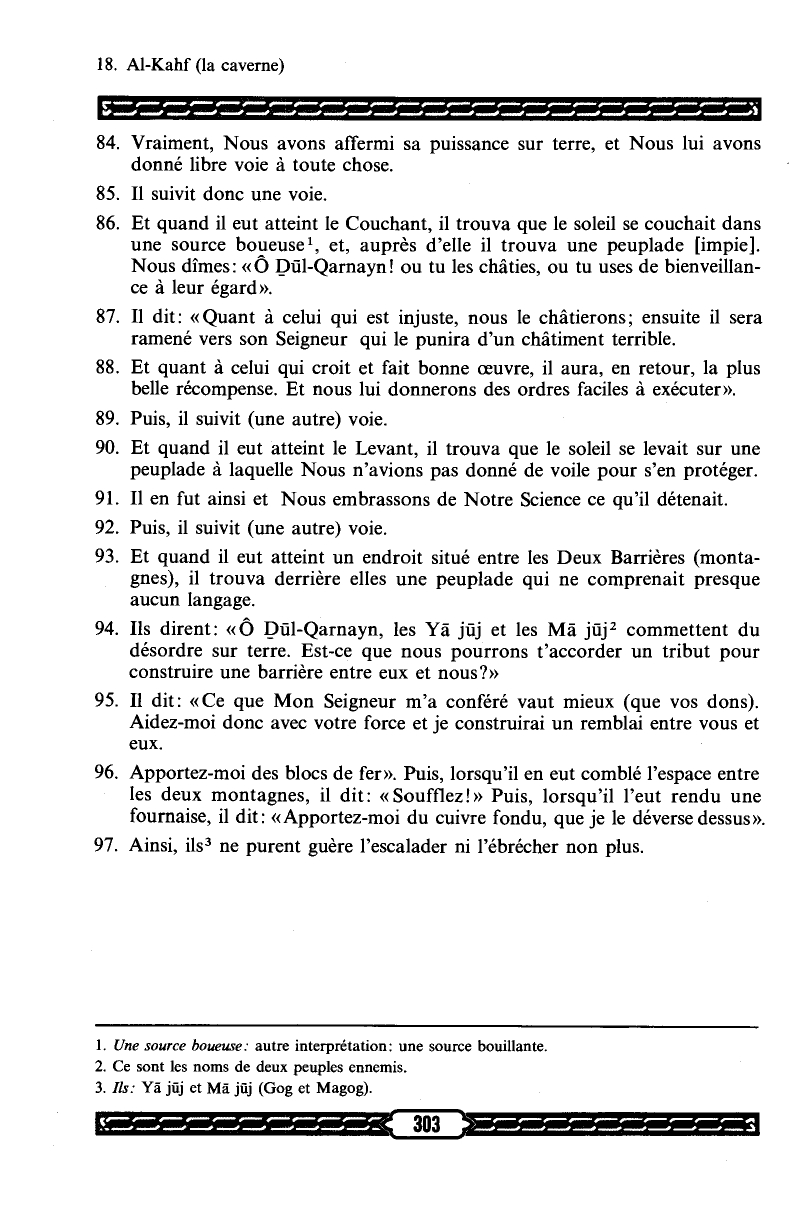 18. Al-Kahf (la caverne)
84. Vraiment, Nous avons affermi sa puissance sur terre, et Nous lui avons
donné libre voie à toute chose.
85. Il suivit donc une voie.
86. Et quand il eut atteint le Couchant, il trouva que le soleil se couchait dans
une source boueuse¹, et, auprès d'elle il trouva une peuplade [impie].
Nous dîmes: «Ô Ḏūl-Qarnayn! ou tu les châties, ou tu uses de bienveillan-
ce à leur égard».
87. Il dit: «Quant à celui qui est injuste, nous le châtierons; ensuite il sera
ramené vers son Seigneur qui le punira d'un châtiment terrible.
88. Et quant à celui qui croit et fait bonne œuvre, il aura, en retour, la plus
belle récompense. Et nous lui donnerons des ordres faciles à exécuter».
89. Puis, il suivit (une autre) voie.
90. Et quand il eut atteint le Levant, il trouva que le soleil se levait sur une
peuplade à laquelle Nous n'avions pas donné de voile pour s'en protéger.
91. Il en fut ainsi et Nous embrassons de Notre Science ce qu'il détenait.
92. Puis, il suivit (une autre) voie.
93. Et quand il eut atteint un endroit situé entre les Deux Barrières (monta-
gnes), il trouva derrière elles une peuplade qui ne comprenait presque
aucun langage.
94. Ils dirent: «Ô Ḏūl-Qarnayn, les Yā jūj et les Mā jūj² commettent du
désordre sur terre. Est-ce que nous pourrons t'accorder un tribut pour
construire une barrière entre eux et nous?»
95. Il dit: «Ce que Mon Seigneur m'a conféré vaut mieux (que vos dons).
Aidez-moi donc avec votre force et je construirai un remblai entre vous et
eux.
96. Apportez-moi des blocs de fer». Puis, lorsqu'il en eut comblé l'espace entre
les deux montagnes, il dit: «Soufflez!» Puis, lorsqu'il l'eut rendu une
fournaise, il dit: «Apportez-moi du cuivre fondu, que je le déverse dessus».
97. Ainsi, ils³ ne purent guère l'escalader ni l'ébrécher non plus.
1. Une source boueuse: autre interprétation: une source bouillante.
2. Ce sont les noms de deux peuples ennemis.
3. Ils: Yā jūj et Mā jūj (Gog et Magog).
303